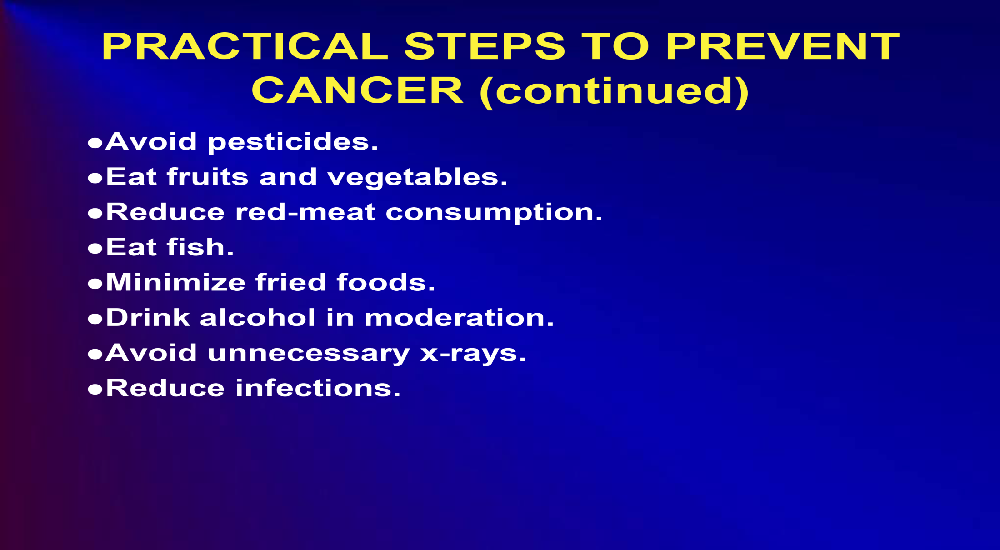 PRACTICAL STEPS TO PREVENT
CANCER (continued)
●Avoid pesticides.
●Eat fruits and vegetables.
●Reduce red-meat consumption.
●Eat fish.
●Minimize fried foods.
●Drink alcohol in moderation.
●Avoid unnecessary x-rays.
●Reduce infections.